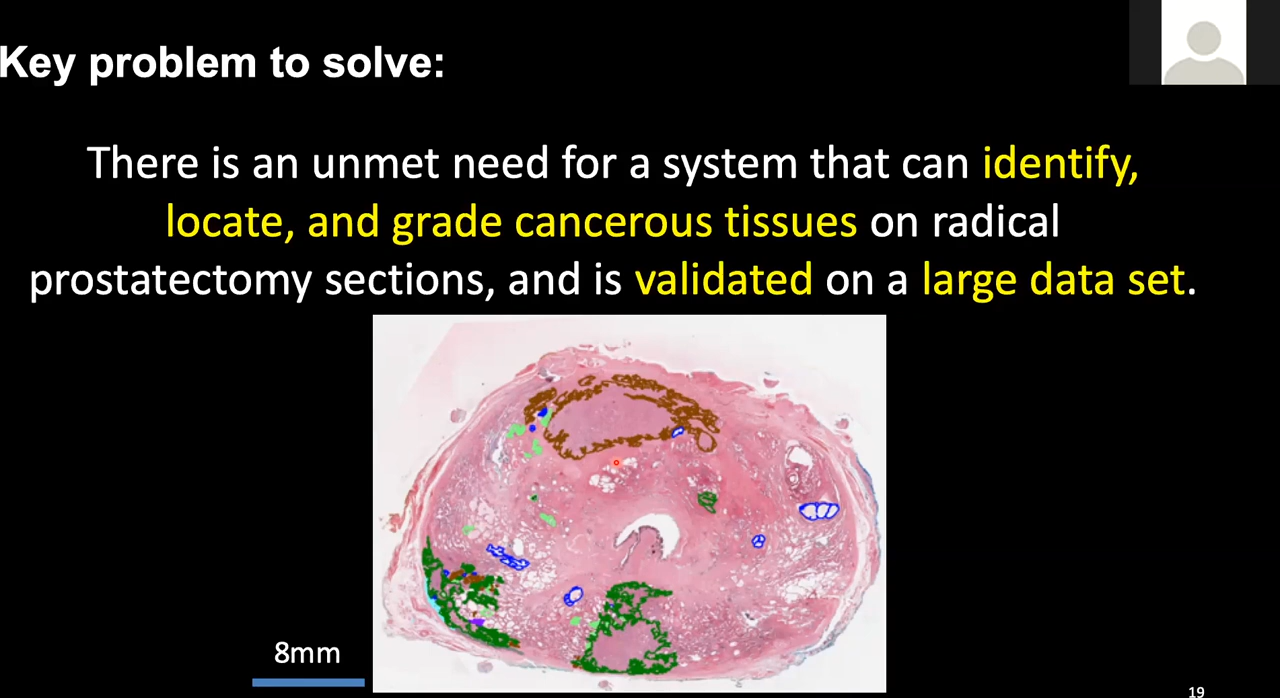 Key problem to solve:
There is an unmet need for a system that can identify,
locate, and grade cancerous tissues on radical
prostatectomy sections, and is validated on a large data set.
8mm
19